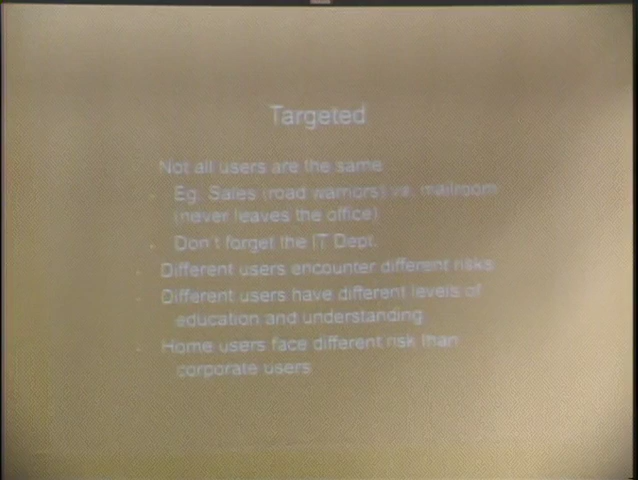 Targeted
Not all users are the same
Eg. Sales (road warriors) vs. mailroom
(never leaves the office)
Don't forget the IT Dept.
Different users encounter different risks
Different users have different levels of
education and understanding
Home users face different risk than
corporate users